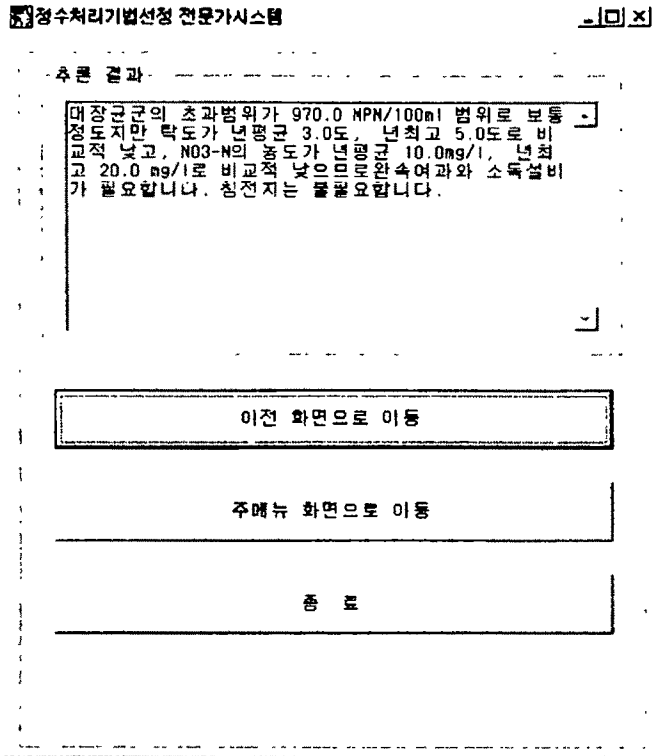 정수처리기법선정 전문가시스템
추론 결과
대장균군의 초과범위가 970.0 MPN/100ml 범위로 보통
정도지만 탁도가 년평균 3.0도, 년최고 5.0도로 비
교적 낮고, NO3-N의 농도가 년평균 10.0mg/l, 년최
고 20.0 mg/l로 비교적 낮으므로완속여과와 소독설비
가 필요합니다. 침전지는 불필요합니다.
이전 화면으로 이동
주메뉴 화면으로 이동
종 료